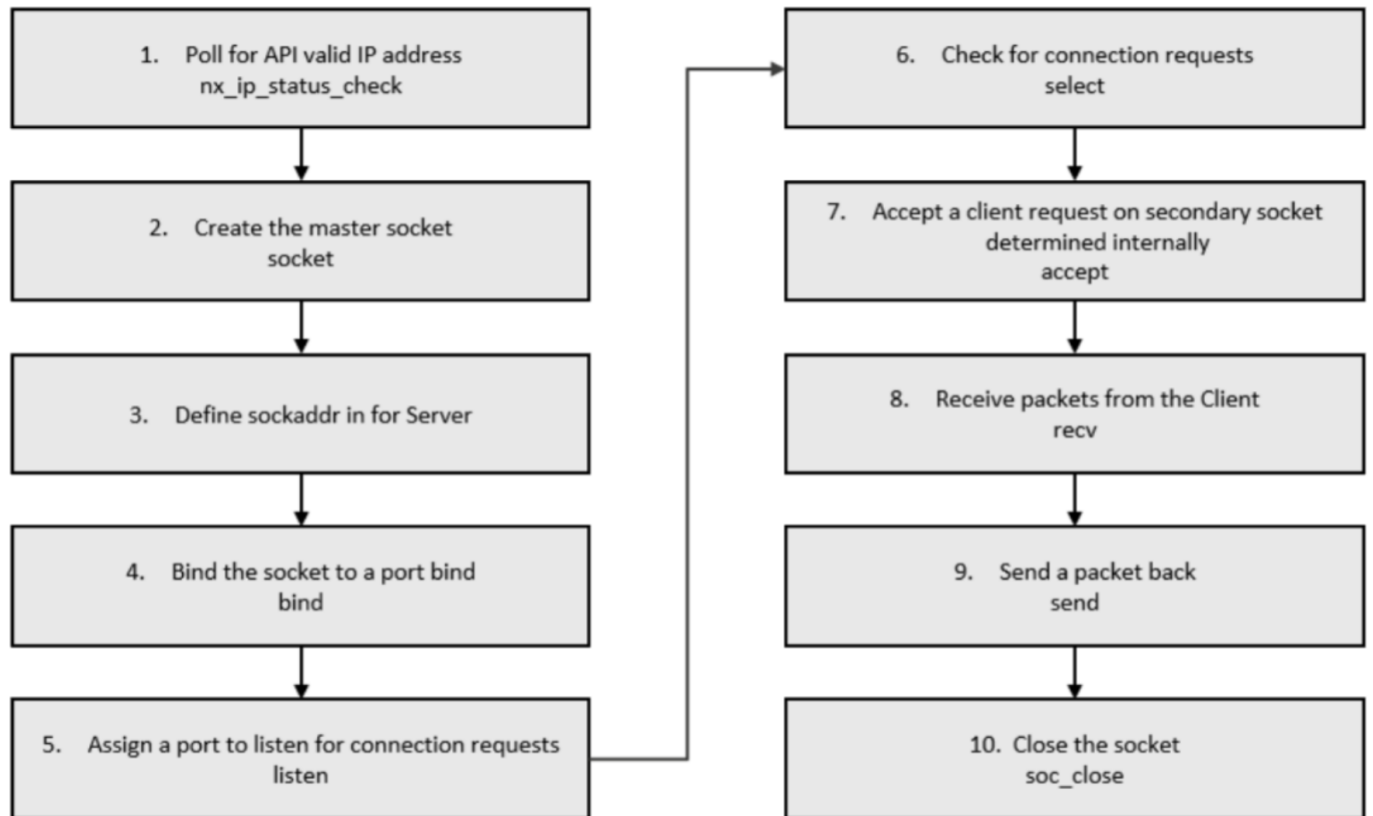 1. Poll for API valid IP address
nx_ip_status_check
2. Create the master socket
socket
3. Define sockaddr in for Server
4. Bind the socket to a port bind
bind
5. Assign a port to listen for connection requests
listen
6. Check for connection requests
select
7. Accept a client request on secondary socket
determined internally
accept
8. Receive packets from the Client
recv
9. Send a packet back
send
10. Close the socket
soc_close